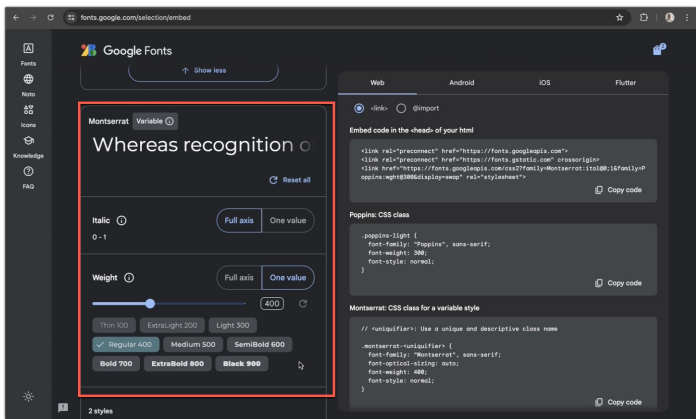 fonts.google.com/selection/embed
Fonts
Noto
Icons
Knowledge
FAQ
Google Fonts
2
Show less
Montserrat Variable
Whereas recognition o
Reset all
Italic
Full axis One value
0 - 1
Weight
Full axis One value
400
Thin 100 ExtraLight 200 Light 300
Regular 400 Medium 500 SemiBold 600
Bold 700 ExtraBold 800 Black 900
2 styles
Web Android iOS Flutter
<link> @import
Embed code in the <head> of your html
<link rel="preconnect" href="https://fonts.googleapis.com">
<link rel="preconnect" href="https://fonts.gstatic.com" crossorigin>
<link href="https://fonts.googleapis.com/css2?family=Montserrat:ital@0;1&family=P
oppins:wght@300&display=swap" rel="stylesheet">
Copy code
Poppins: CSS class
.poppins-light {
font-family: "Poppins", sans-serif;
font-weight: 300;
font-style: normal;
}
Copy code
Montserrat: CSS class for a variable style
// <uniquifier>: Use a unique and descriptive class name
.montserrat-<uniquifier> {
font-family: "Montserrat", sans-serif;
font-optical-sizing: auto;
font-weight: 400;
font-style: normal;
}
Copy code